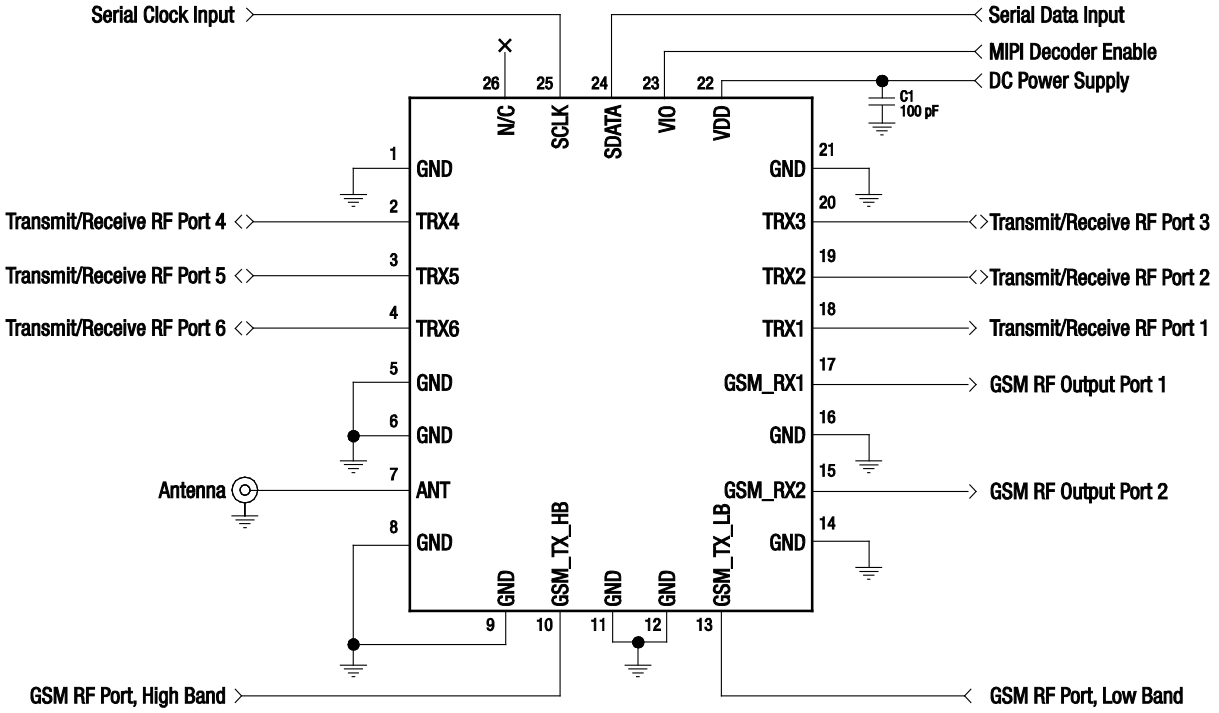 Serial Clock Input
Serial Data Input
MIPI Decoder Enable
DC Power Supply
C1
100 pF
26
25
24
23
22
N/C
SCLK
SDATA
VIO
VDD
1
GND
21
GND
Transmit/Receive RF Port 4
2
TRX4
20
TRX3
Transmit/Receive RF Port 3
Transmit/Receive RF Port 5
3
TRX5
19
TRX2
Transmit/Receive RF Port 2
Transmit/Receive RF Port 6
4
TRX6
18
TRX1
Transmit/Receive RF Port 1
5
GND
17
GSM_RX1
GSM RF Output Port 1
6
GND
16
GND
Antenna
7
ANT
15
GSM_RX2
GSM RF Output Port 2
8
GND
14
GND
GND
GSM_TX_HB
GND
GND
GSM_TX_LB
9
10
11
12
13
GSM RF Port, High Band
GSM RF Port, Low Band